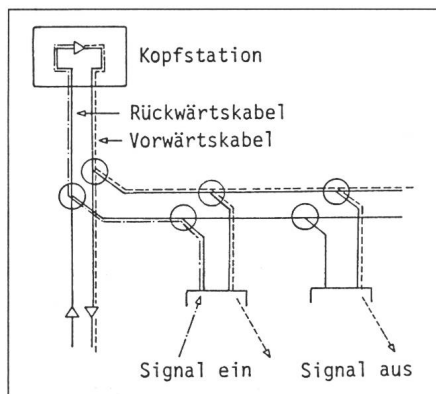 Kopfstation
Rückwärtskabel
Vorwärtskabel
Signal ein
Signal aus